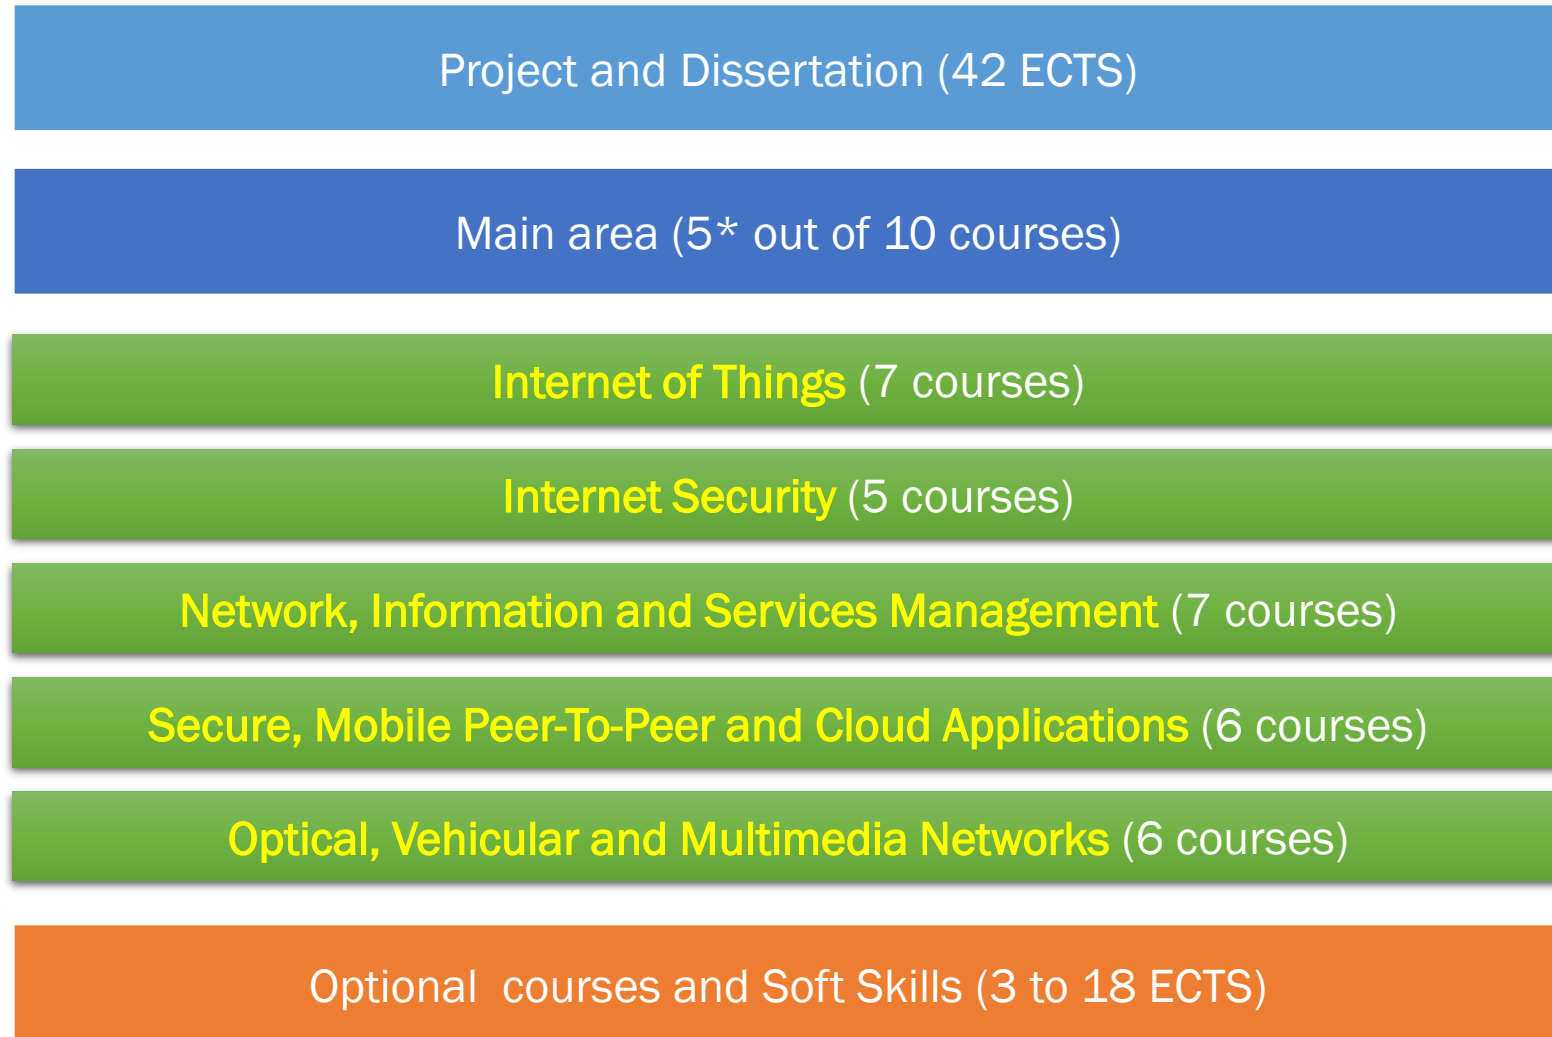 Project and Dissertation (42 ECTS)
Main area (5* out of 10 courses)
Internet of Things (7 courses)
Internet Security (5 courses)
Network, Information and Services Management (7 courses)
Secure, Mobile Peer-To-Peer and Cloud Applications (6 courses)
Optical, Vehicular and Multimedia Networks (6 courses)
Optional  courses and Soft Skills (3 to 18 ECTS)